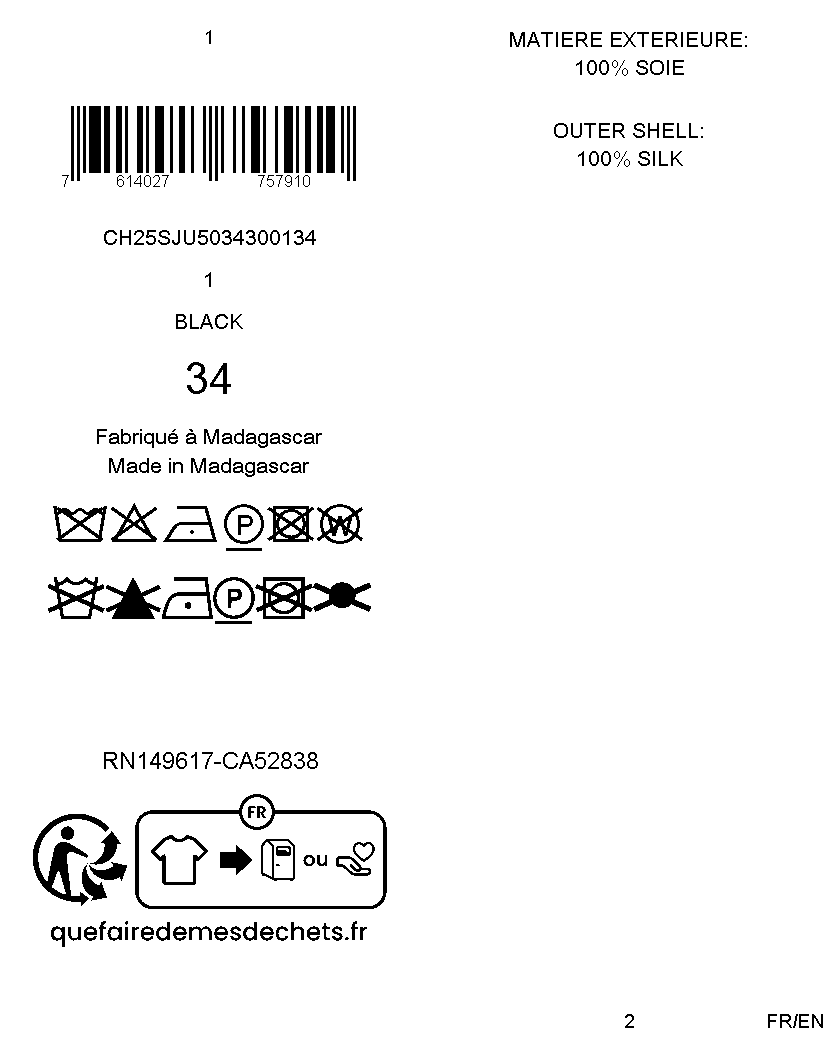 1
7 614027 757910
CH25SJU5034300134
1
BLACK
34
Fabriqué à Madagascar
Made in Madagascar
P
W
P
RN149617-CA52838
FR
ou
quefairedemesdechets.fr
MATIERE EXTERIEURE:
100% SOIE
OUTER SHELL:
100% SILK
2
FR/EN